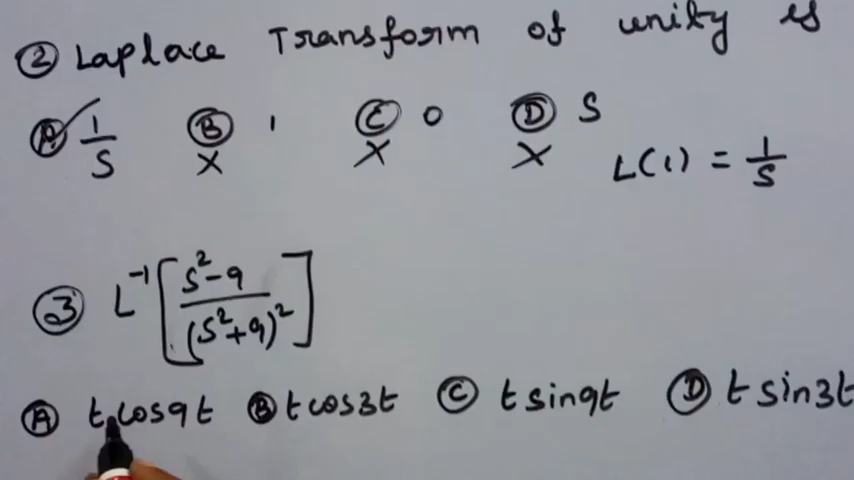 ② Laplace Transform of unity is
Ⓐ ✓ 1/s Ⓑ 1 Ⓒ 0 Ⓓ S
X X X L(1) = 1/s
③ L⁻¹[(s²-9)/(s²+9)²]
Ⓐ t cos9t Ⓑ t cos3t Ⓒ t sin9t Ⓓ t sin3t